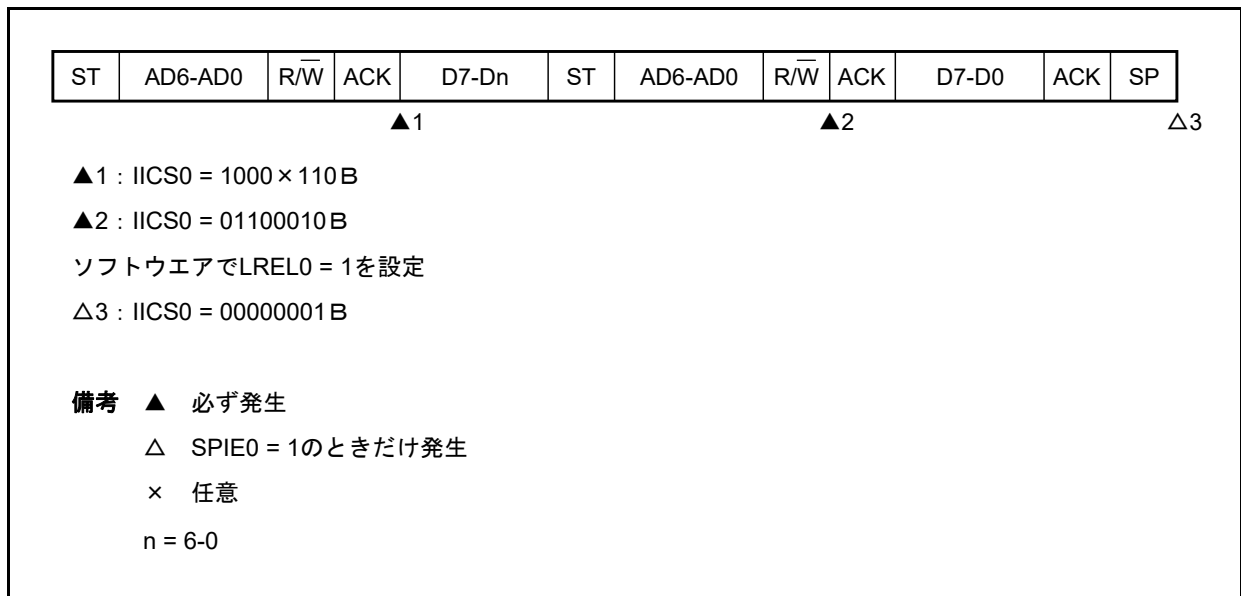 ST AD6-AD0 R/W̅ ACK D7-Dn ST AD6-AD0 R/W̅ ACK D7-D0 ACK SP
▲1 ▲2 △3
▲1：IICS0 = 1000×110B
▲2：IICS0 = 01100010B
ソフトウエアでLREL0 = 1を設定
△3：IICS0 = 00000001B
備考 ▲ 必ず発生
△ SPIE0 = 1のときだけ発生
× 任意
n = 6-0